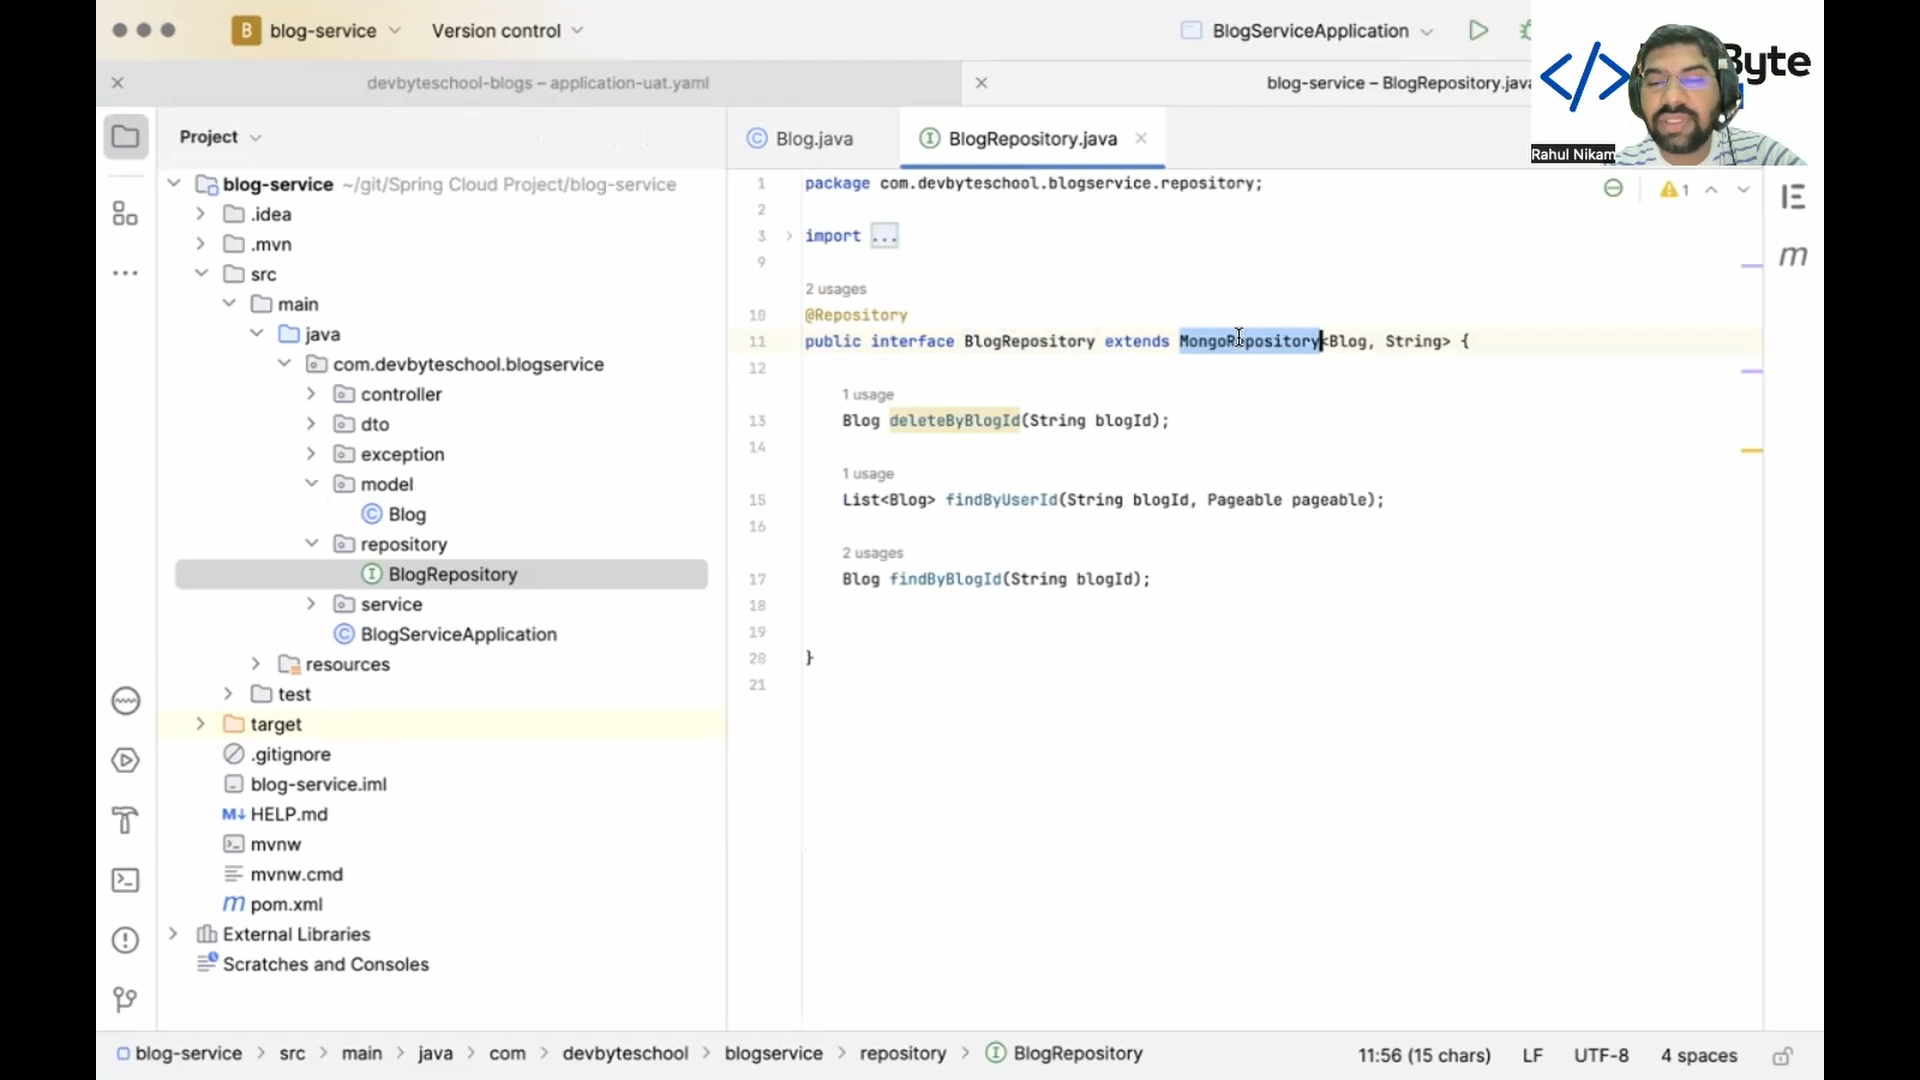 B blog-service Version control BlogServiceApplication
devbyteschool-blogs – application-uat.yaml
blog-service – BlogRepository.java
Byte
Rahul Nikam
Project
blog-service ~/git/Spring Cloud Project/blog-service
.idea
.mvn
src
main
java
com.devbyteschool.blogservice
controller
dto
exception
model
Blog
repository
BlogRepository
service
BlogServiceApplication
resources
test
target
.gitignore
blog-service.iml
HELP.md
mvnw
mvnw.cmd
pom.xml
External Libraries
Scratches and Consoles
Blog.java BlogRepository.java
1 package com.devbyteschool.blogservice.repository;
2
3 import ...
9
2 usages
10 @Repository
11 public interface BlogRepository extends MongoRepository<Blog, String> {
12
1 usage
13 Blog deleteByBlogId(String blogId);
14
1 usage
15 List<Blog> findByUserId(String blogId, Pageable pageable);
16
2 usages
17 Blog findByBlogId(String blogId);
18
19
20 }
21
1
m
blog-service > src > main > java > com > devbyteschool > blogservice > repository > BlogRepository
11:56 (15 chars) LF UTF-8 4 spaces